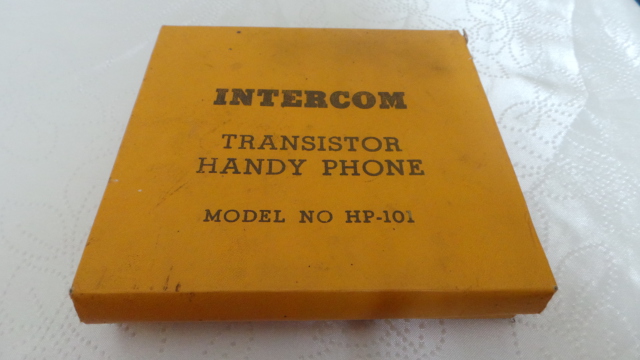 INTERCOM
TRANSISTOR
HANDY PHONE
MODEL NO HP-101